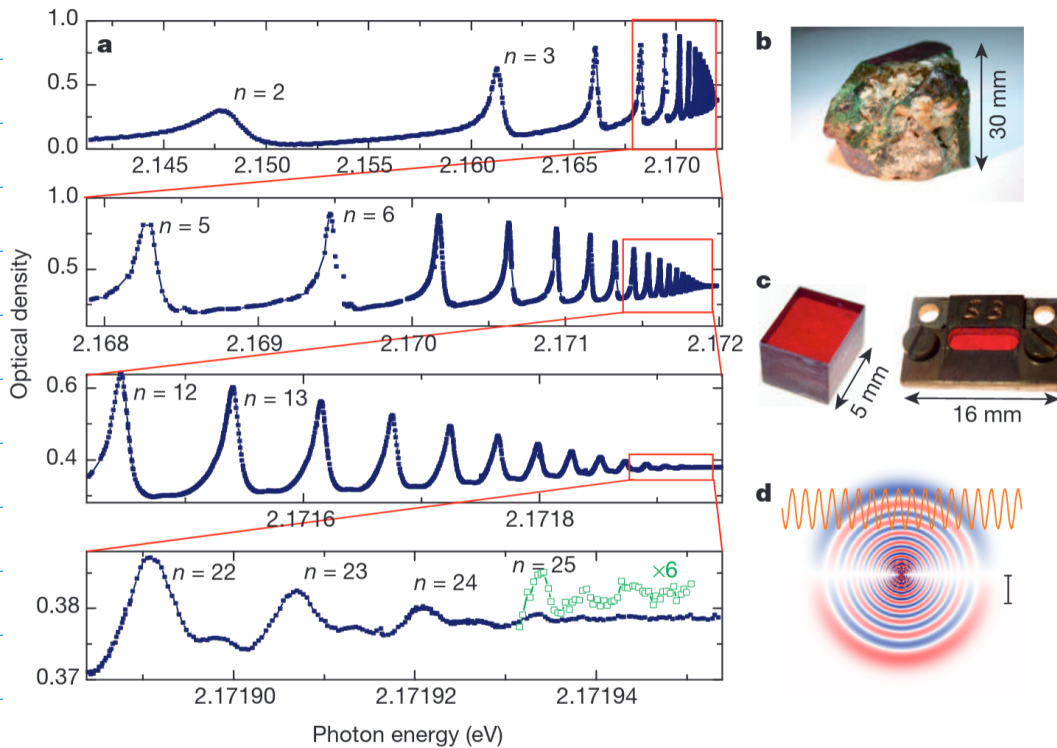 a
1.0
0.5
0.0
n = 2
n = 3
2.145 2.150 2.155 2.160 2.165 2.170
1.0
0.5
n = 5
n = 6
2.168 2.169 2.170 2.171 2.172
Optical density
0.6
0.4
n = 12
n = 13
2.1716 2.1718
0.38
0.37
n = 22
n = 23
n = 24
n = 25
×6
2.17190 2.17192 2.17194
Photon energy (eV)
b
30 mm
c
S 3
5 mm
16 mm
d